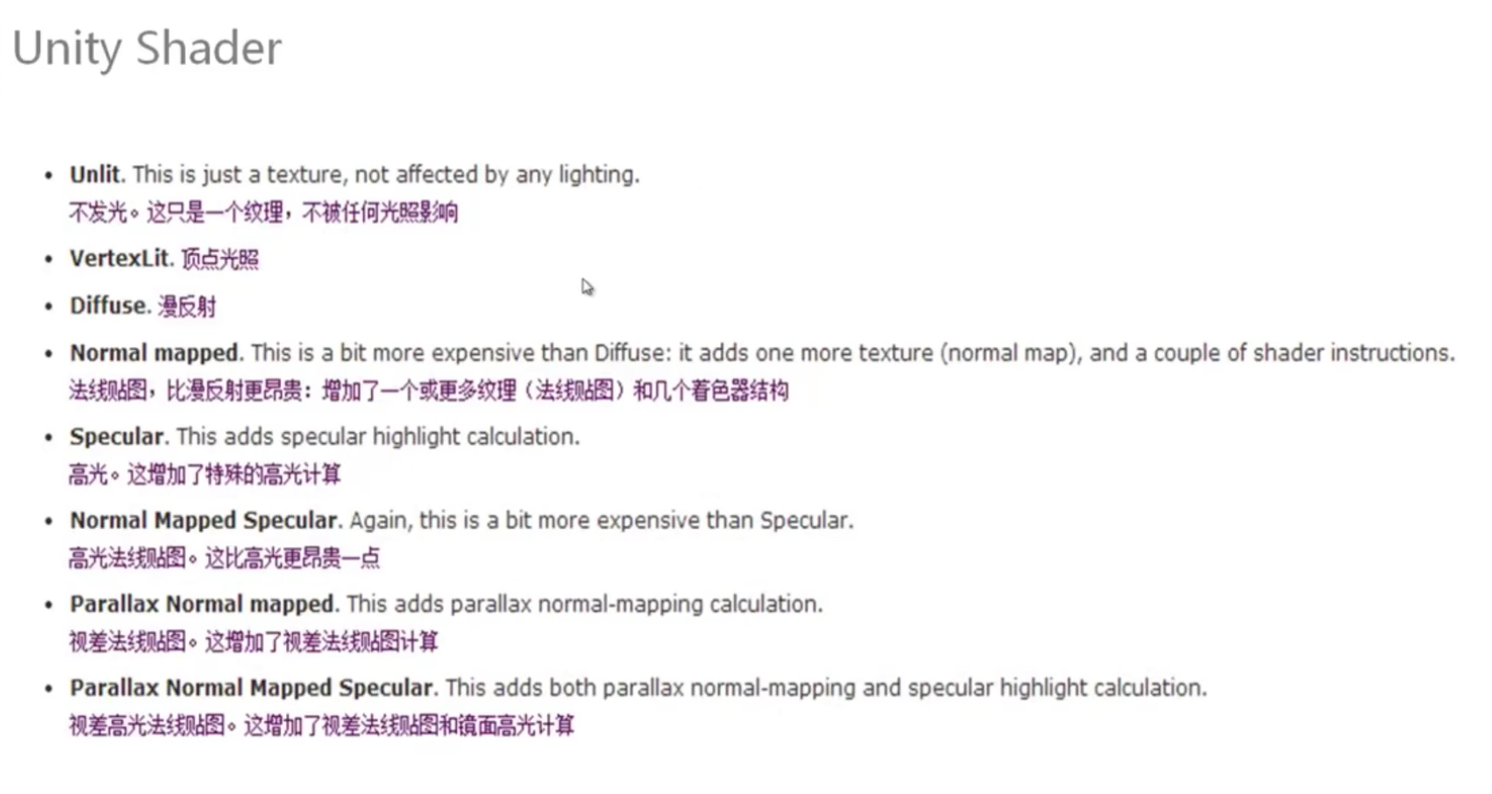 Unity Shader
Unlit. This is just a texture, not affected by any lighting.
不发光。这只是一个纹理，不被任何光照影响
VertexLit. 顶点光照
Diffuse. 漫反射
Normal mapped. This is a bit more expensive than Diffuse: it adds one more texture (normal map), and a couple of shader instructions.
法线贴图，比漫反射更昂贵：增加了一个或更多纹理（法线贴图）和几个着色器结构
Specular. This adds specular highlight calculation.
高光。这增加了特殊的高光计算
Normal Mapped Specular. Again, this is a bit more expensive than Specular.
高光法线贴图。这比高光更昂贵一点
Parallax Normal mapped. This adds parallax normal-mapping calculation.
视差法线贴图。这增加了视差法线贴图计算
Parallax Normal Mapped Specular. This adds both parallax normal-mapping and specular highlight calculation.
视差高光法线贴图。这增加了视差法线贴图和镜面高光计算